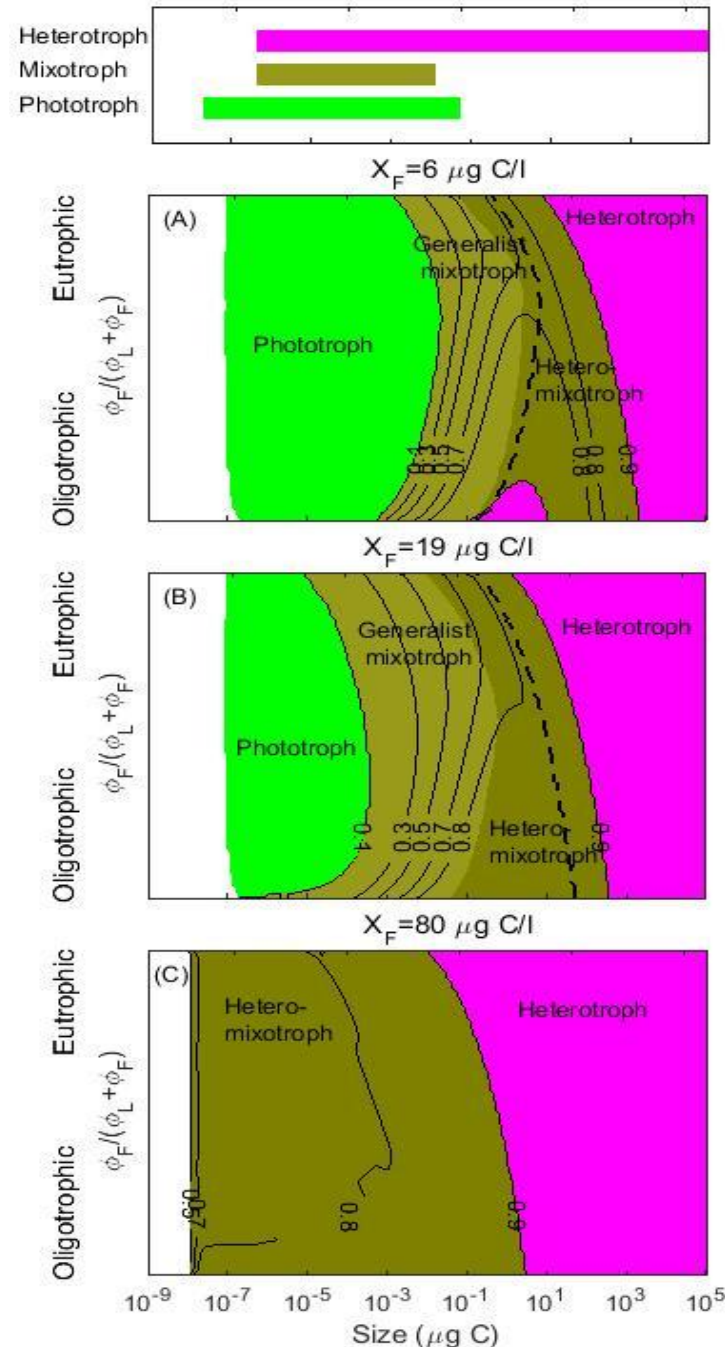 Heterotroph
Mixotroph
Phototroph
X_F=6 μg C/l
(A)
Heterotroph
Generalist
mixotroph
Phototroph
Hetero-
mixotroph
0.1
0.3
0.5
0.7
0.8
0.8
0.9
Eutrophic
Oligotrophic
ϕ_F/(ϕ_L+ϕ_F)
X_F=19 μg C/l
(B)
Generalist
mixotroph
Heterotroph
Phototroph
Hetero-
mixotroph
0.1
0.3
0.5
0.7
0.8
0.9
Eutrophic
Oligotrophic
ϕ_F/(ϕ_L+ϕ_F)
X_F=80 μg C/l
(C)
Hetero-
mixotroph
Heterotroph
0.8
0.9
Eutrophic
Oligotrophic
ϕ_F/(ϕ_L+ϕ_F)
10^-9 10^-7 10^-5 10^-3 10^-1 10^1 10^3 10^5
Size (μg C)